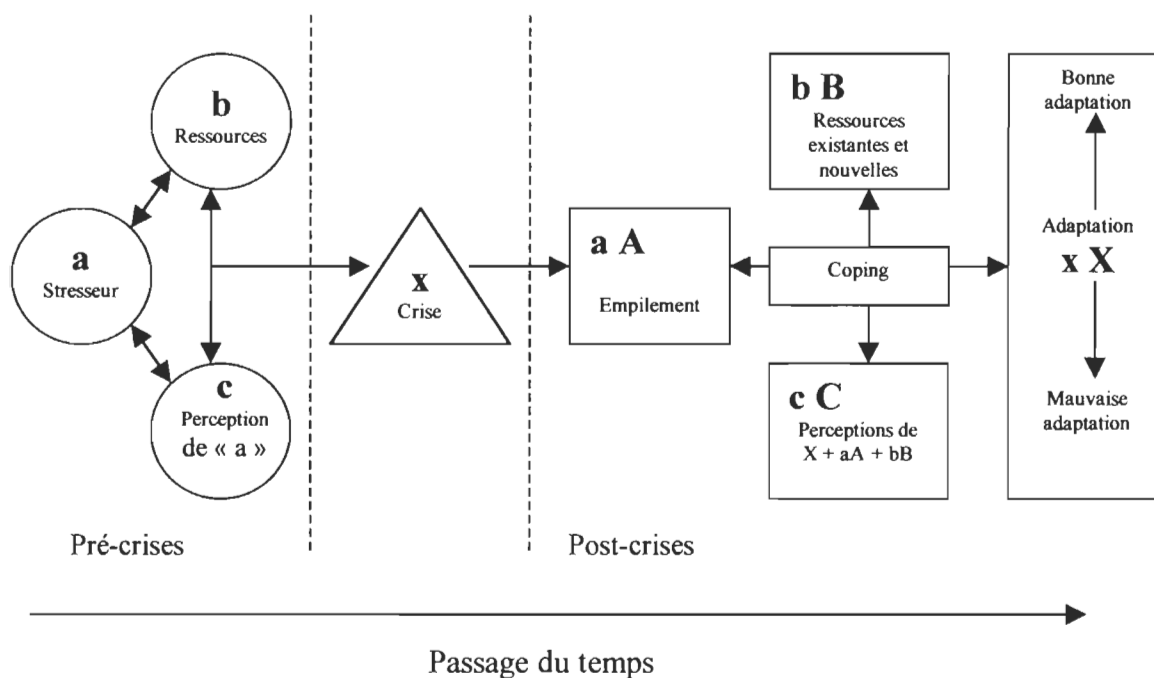 b
Ressources
a
Stresseur
c
Perception
de « a »
x
Crise
a A
Empilement
b B
Ressources
existantes et
nouvelles
Coping
c C
Perceptions de
X + aA + bB
Bonne
adaptation
Adaptation
x X
Mauvaise
adaptation
Pré-crises
Post-crises
Passage du temps